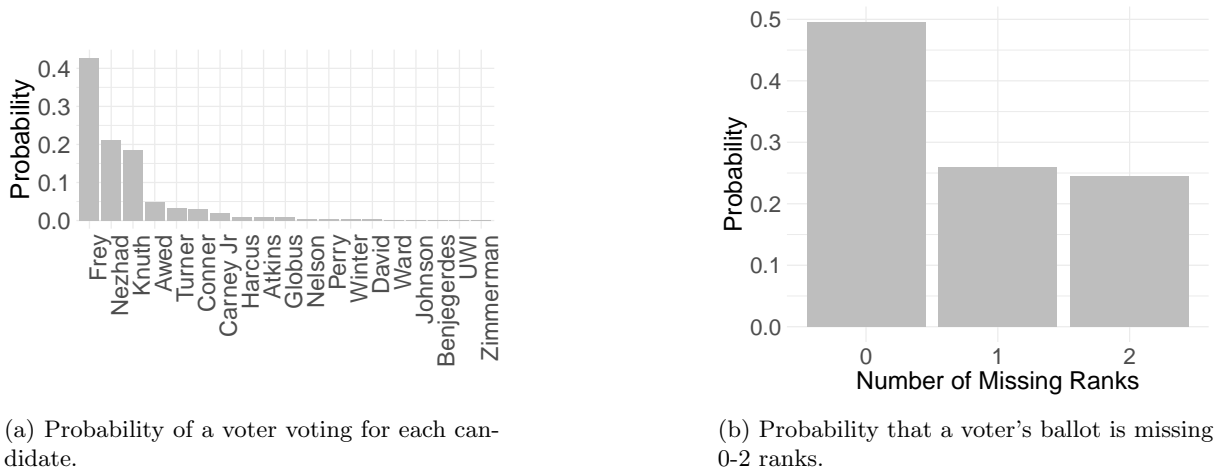 Probability
0.4
0.3
0.2
0.1
0.0
Frey
Nezhad
Knuth
Awed
Turner
Conner
Carney Jr
Harcus
Atkins
Globus
Nelson
Perry
Winter
David
Ward
Johnson
Benjegerdes
UWI
Zimmerman
(a) Probability of a voter voting for each can-
didate.
Probability
0.5
0.4
0.3
0.2
0.1
0.0
0 1 2
Number of Missing Ranks
(b) Probability that a voter's ballot is missing
0-2 ranks.